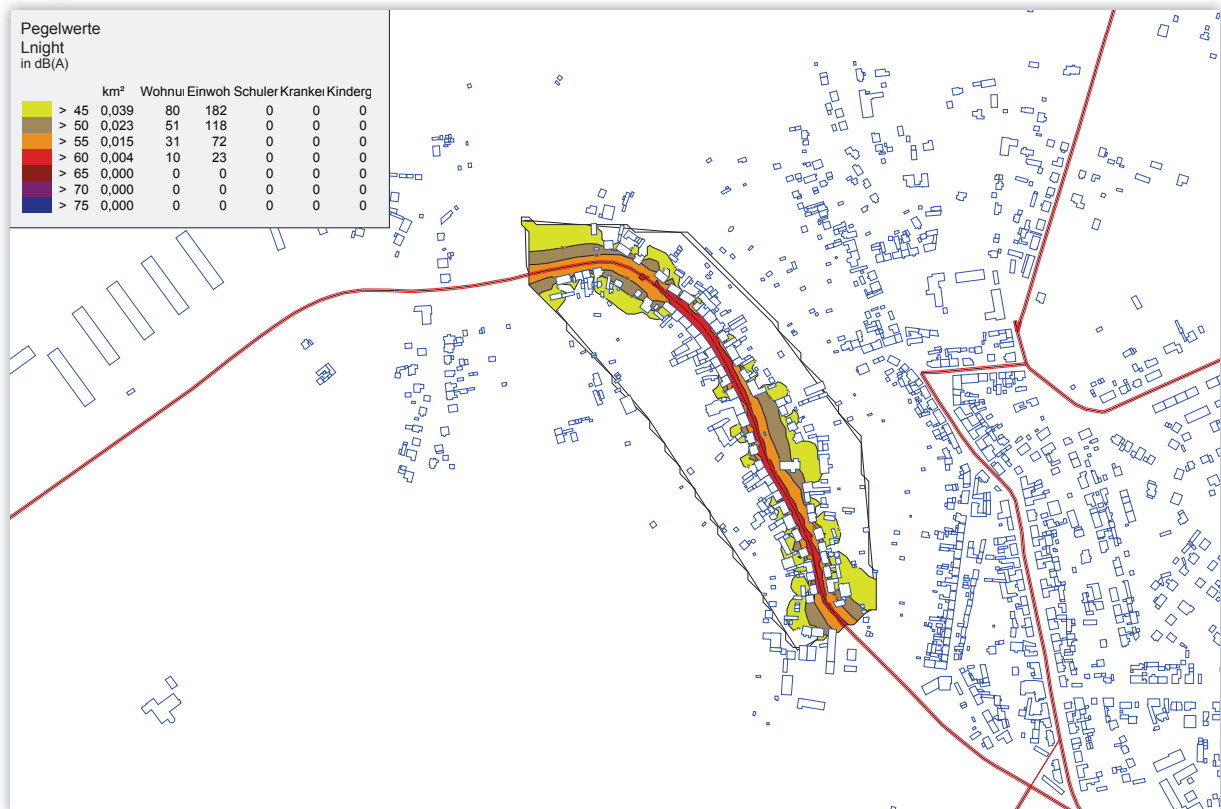 Pegelwerte
Lnight
in dB(A)
km² Wohnu Einwoh Schuler Kranke Kinderg
> 45 0,039 80 182 0 0 0
> 50 0,023 51 118 0 0 0
> 55 0,015 31 72 0 0 0
> 60 0,004 10 23 0 0 0
> 65 0,000 0 0 0 0 0
> 70 0,000 0 0 0 0 0
> 75 0,000 0 0 0 0 0